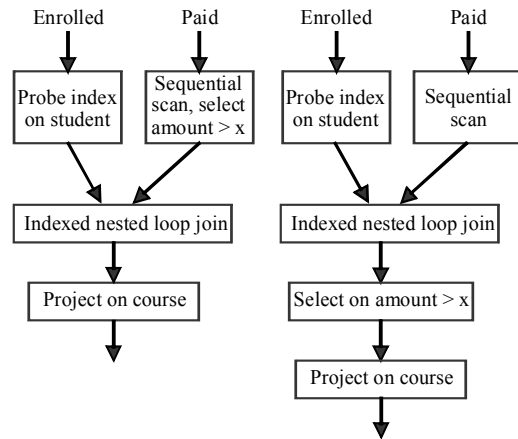 Enrolled
Paid
Probe index
on student
Sequential
scan, select
amount > x
Indexed nested loop join
Project on course
Enrolled
Paid
Probe index
on student
Sequential
scan
Indexed nested loop join
Select on amount > x
Project on course